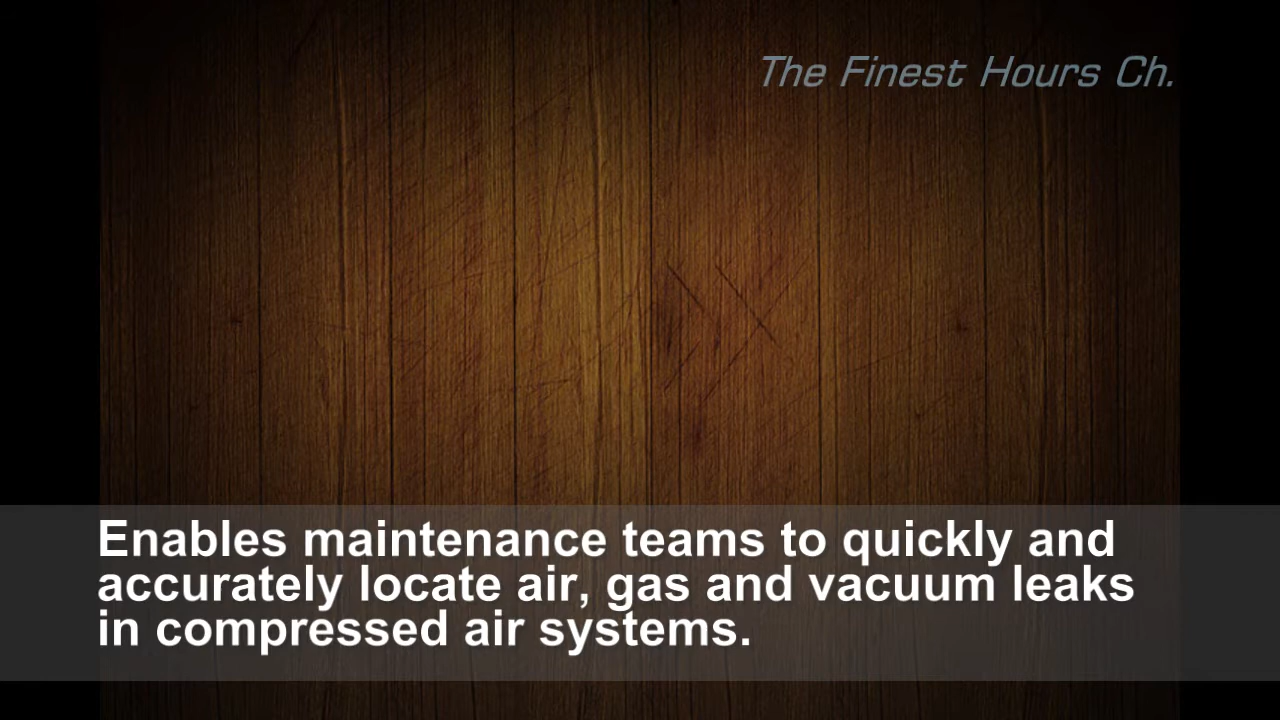 The Finest Hours Ch.
Enables maintenance teams to quickly and
accurately locate air, gas and vacuum leaks
in compressed air systems.